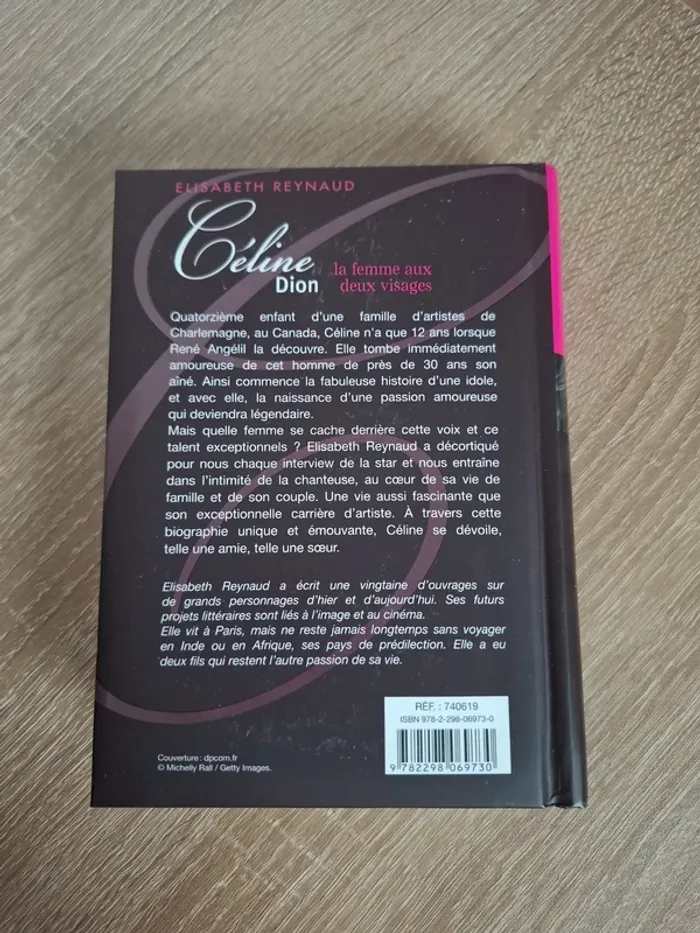 ELISABETH REYNAUD
Céline
Dion
la femme aux
deux visages
Quatorzième enfant d'une famille d'artistes de
Charlemagne, au Canada, Céline n'a que 12 ans lorsque
René Angélil la découvre. Elle tombe immédiatement
amoureuse de cet homme de près de 30 ans son
aîné. Ainsi commence la fabuleuse histoire d'une idole,
et avec elle, la naissance d'une passion amoureuse
qui deviendra légendaire.
Mais quelle femme se cache derrière cette voix et ce
talent exceptionnels ? Elisabeth Reynaud a décortiqué
pour nous chaque interview de la star et nous entraîne
dans l'intimité de la chanteuse, au cœur de sa vie de
famille et de son couple. Une vie aussi fascinante que
son exceptionnelle carrière d'artiste. À travers cette
biographie unique et émouvante, Céline se dévoile,
telle une amie, telle une sœur.
Elisabeth Reynaud a écrit une vingtaine d'ouvrages sur
de grands personnages d'hier et d'aujourd'hui. Ses futurs
projets littéraires sont liés à l'image et au cinéma.
Elle vit à Paris, mais ne reste jamais longtemps sans voyager
en Inde ou en Afrique, ses pays de prédilection. Elle a eu
deux fils qui restent l'autre passion de sa vie.
RÉF. : 740619
ISBN 978-2-298-06973-0
9 782298 069730
Couverture : dpcom.fr
© Michelly Rall / Getty Images.